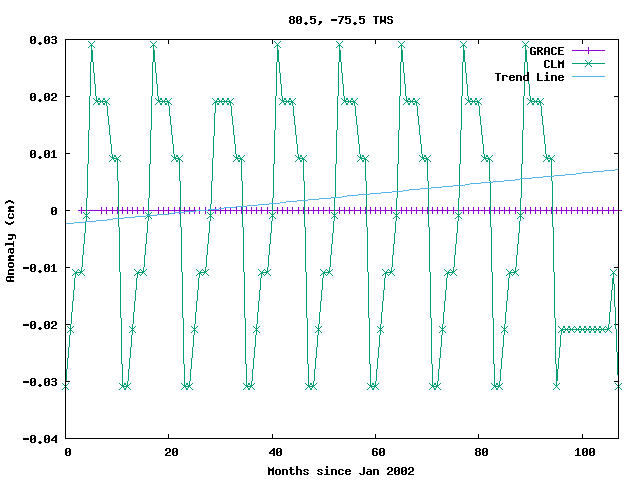 80.5, -75.5 TWS
GRACE
CLM
Trend Line
0.03
0.02
0.01
0
-0.01
-0.02
-0.03
-0.04
Anomaly (cm)
0 20 40 60 80 100
Months since Jan 2002